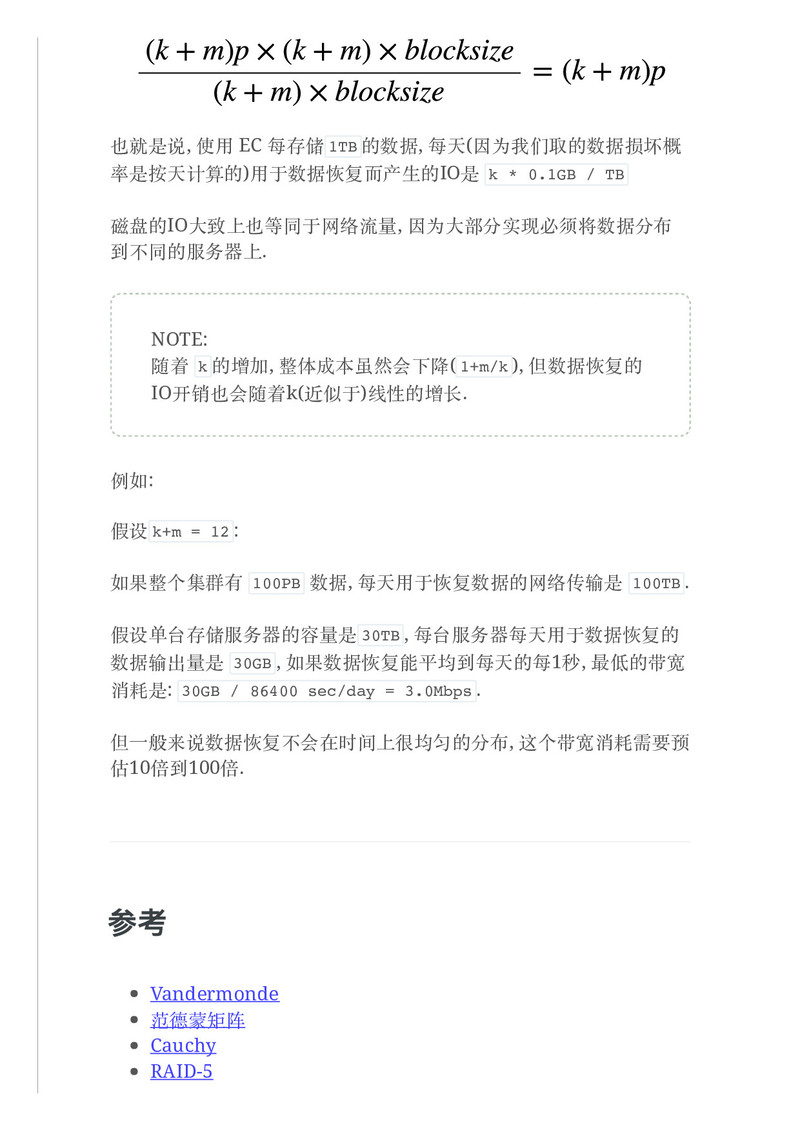 (k + m)p × (k + m) × blocksize
(k + m) × blocksize
= (k + m)p
也就是说, 使用 EC 每存储 1TB 的数据, 每天(因为我们取的数据损坏概
率是按天计算的)用于数据恢复而产生的IO是 k * 0.1GB / TB
磁盘的IO大致上也等同于网络流量, 因为大部分实现必须将数据分布
到不同的服务器上.
NOTE:
随着 k 的增加, 整体成本虽然会下降( 1+m/k ), 但数据恢复的
IO开销也会随着k(近似于)线性的增长.
例如:
假设 k+m = 12 :
如果整个集群有 100PB 数据, 每天用于恢复数据的网络传输是 100TB .
假设单台存储服务器的容量是 30TB , 每台服务器每天用于数据恢复的
数据输出量是 30GB , 如果数据恢复能平均到每天的每1秒, 最低的带宽
消耗是: 30GB / 86400 sec/day = 3.0Mbps .
但一般来说数据恢复不会在时间上很均匀的分布, 这个带宽消耗需要预
估10倍到100倍.
参考
Vandermonde
范德蒙矩阵
Cauchy
RAID-5